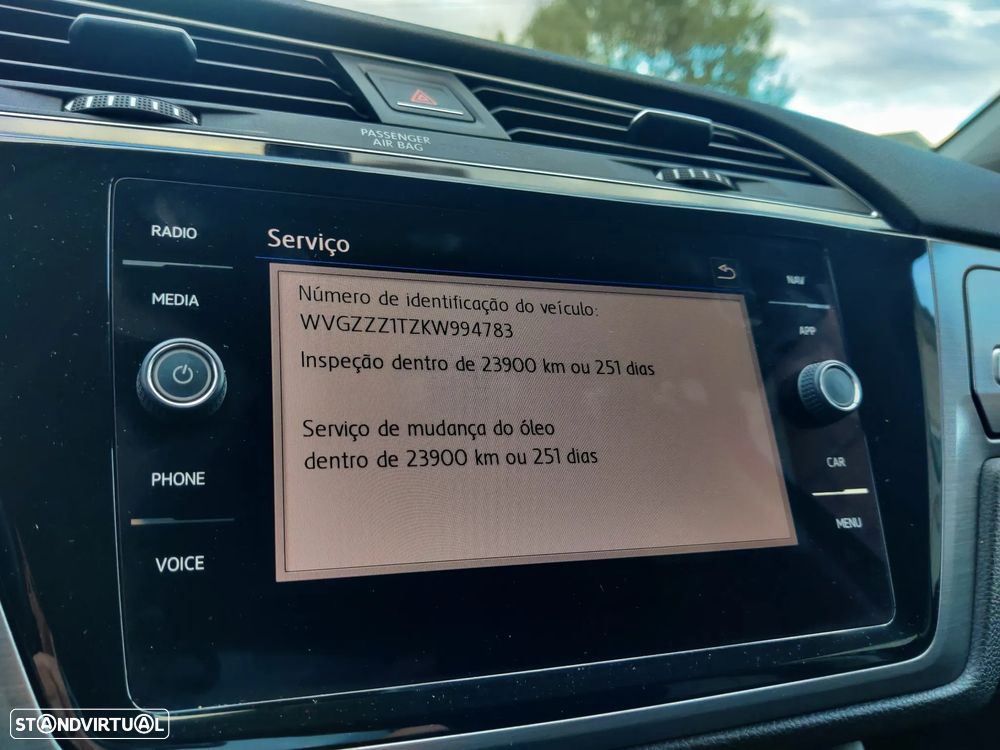 PASSENGER
AIR BAG
RADIO
MEDIA
PHONE
VOICE
Serviço
Número de identificação do veículo:
WVGZZZ1TZKW994783
Inspeção dentro de 23900 km ou 251 dias
Serviço de mudança do óleo
dentro de 23900 km ou 251 dias
NAV
APP
CAR
MENU
STANDVIRTUAL